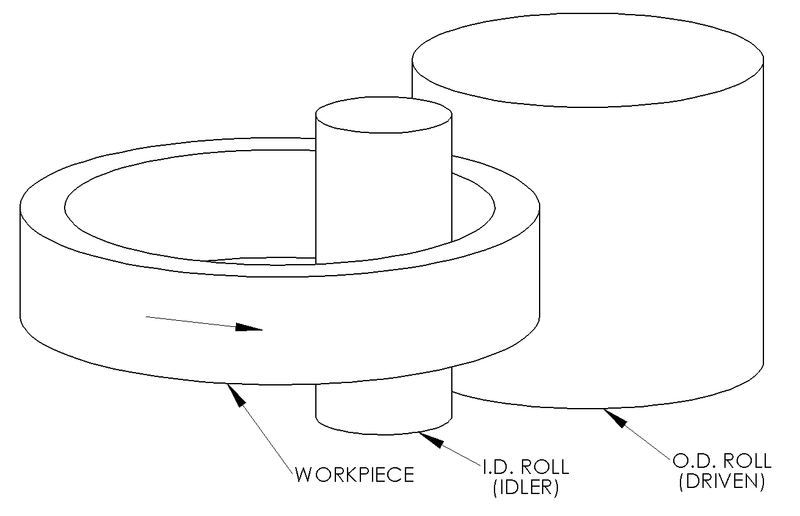 WORKPIECE
I.D. ROLL
(IDLER)
O.D. ROLL
(DRIVEN)